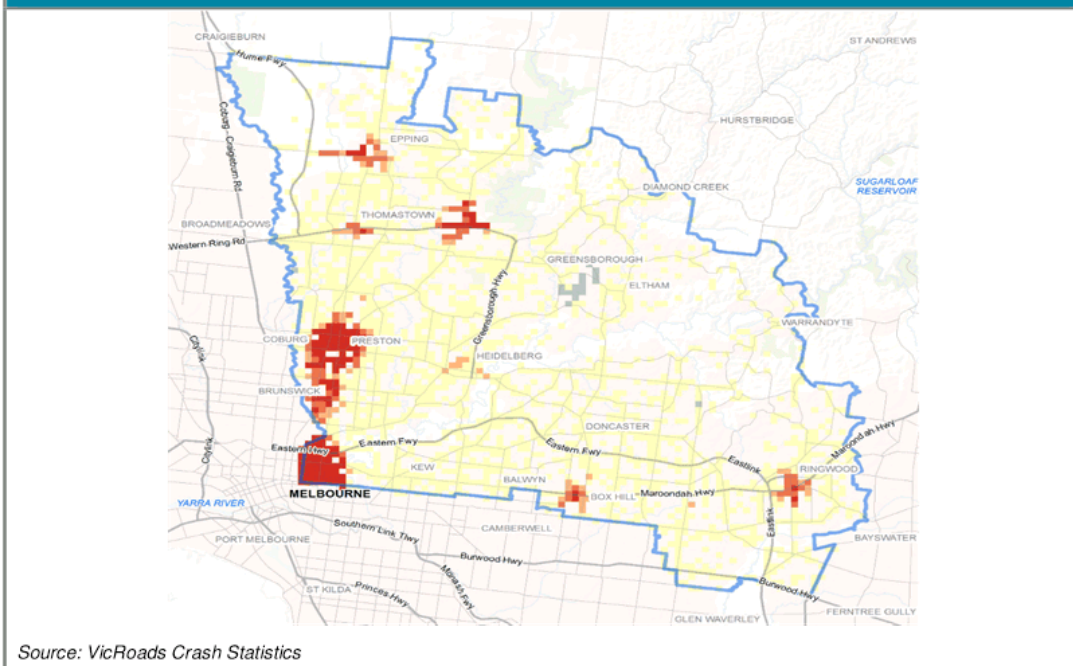 CRAIGIEBURN
ST ANDREWS
Hume Fwy
Coburg - Craigieburn Rd
HURSTBRIDGE
EPPING
SUGARLOAF
RESERVOIR
DIAMOND CREEK
THOMASTOWN
BROADMEADOWS
Western Ring Rd
GREENSBOROUGH
ELTHAM
Greensborough Hwy
WARRANDYTE
COBURG
PRESTON
Citylink
HEIDELBERG
BRUNSWICK
DONCASTER
Maroondah Hwy
Citylink
Eastern Hwy
Eastern Fwy
Eastern Fwy
KEW
Eastlink
RINGWOOD
BALWYN
BOX HILL
Maroondah Hwy
MELBOURNE
YARRA RIVER
Eastlink
CAMBERWELL
Southern Link Tlwy
PORT MELBOURNE
BAYSWATER
Burwood Hwy
Monash Fwy
ST KILDA
Princes Hwy
Burwood Hwy
FERNTREE GULLY
GLEN WAVERLEY
Source: VicRoads Crash Statistics